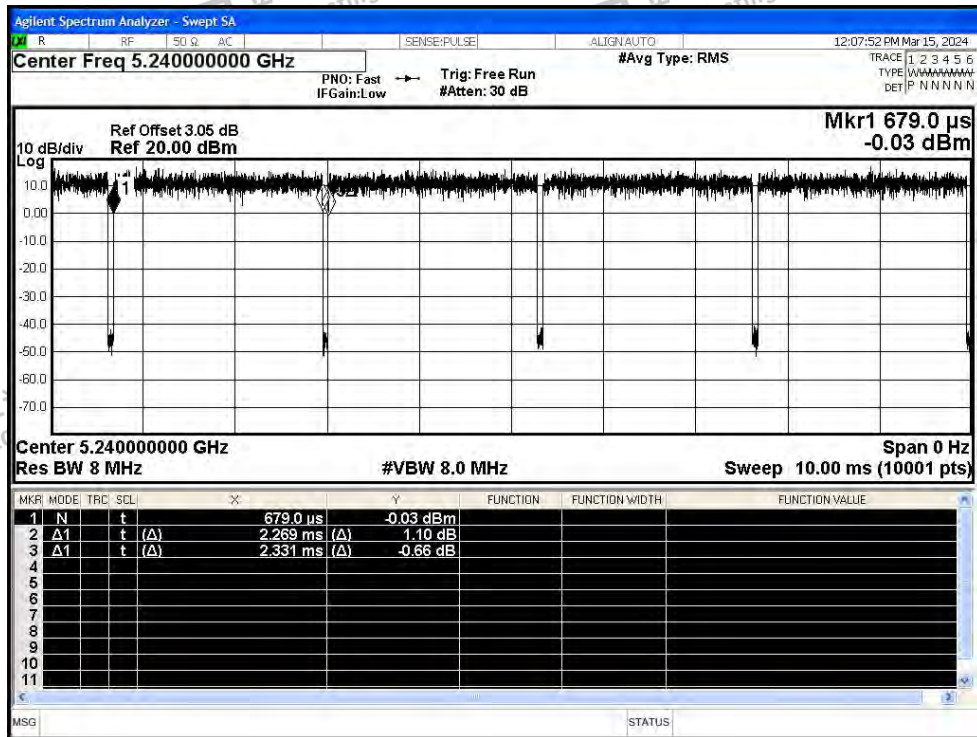 Agilent Spectrum Analyzer - Swept SA
LXI R RF 50 Ω AC SENSE:PULSE ALIGN AUTO 12:07:52 PM Mar 15, 2024
Center Freq 5.240000000 GHz #Avg Type: RMS TRACE 1 2 3 4 5 6
PNO: Fast Trig: Free Run TYPE WWWWWW
IFGain:Low #Atten: 30 dB DET P N N N N N
Mkr1 679.0 µs
Ref Offset 3.05 dB
10 dB/div Ref 20.00 dBm -0.03 dBm
Log
10.0
1
0.00
-10.0
-20.0
-30.0
-40.0
-50.0
-60.0
-70.0
Center 5.240000000 GHz Span 0 Hz
Res BW 8 MHz #VBW 8.0 MHz Sweep 10.00 ms (10001 pts)
MKR MODE TRC SCL X Y FUNCTION FUNCTION WIDTH FUNCTION VALUE
1 N t 679.0 µs -0.03 dBm
2 Δ1 t (Δ) 2.269 ms (Δ) 1.10 dB
3 Δ1 t (Δ) 2.331 ms (Δ) -0.66 dB
4
5
6
7
8
9
10
11
MSG STATUS